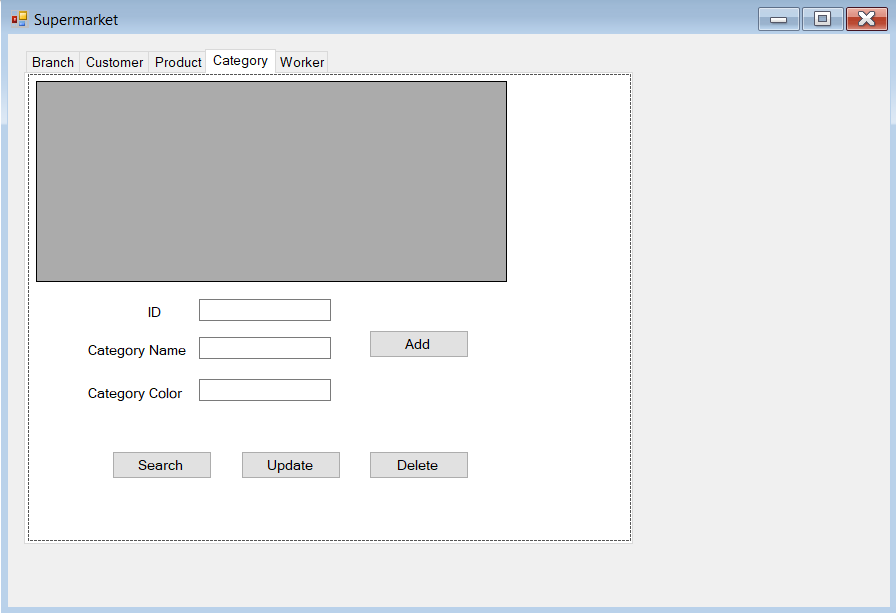 Supermarket
Branch Customer Product Category Worker
ID
Category Name
Add
Category Color
Search Update Delete